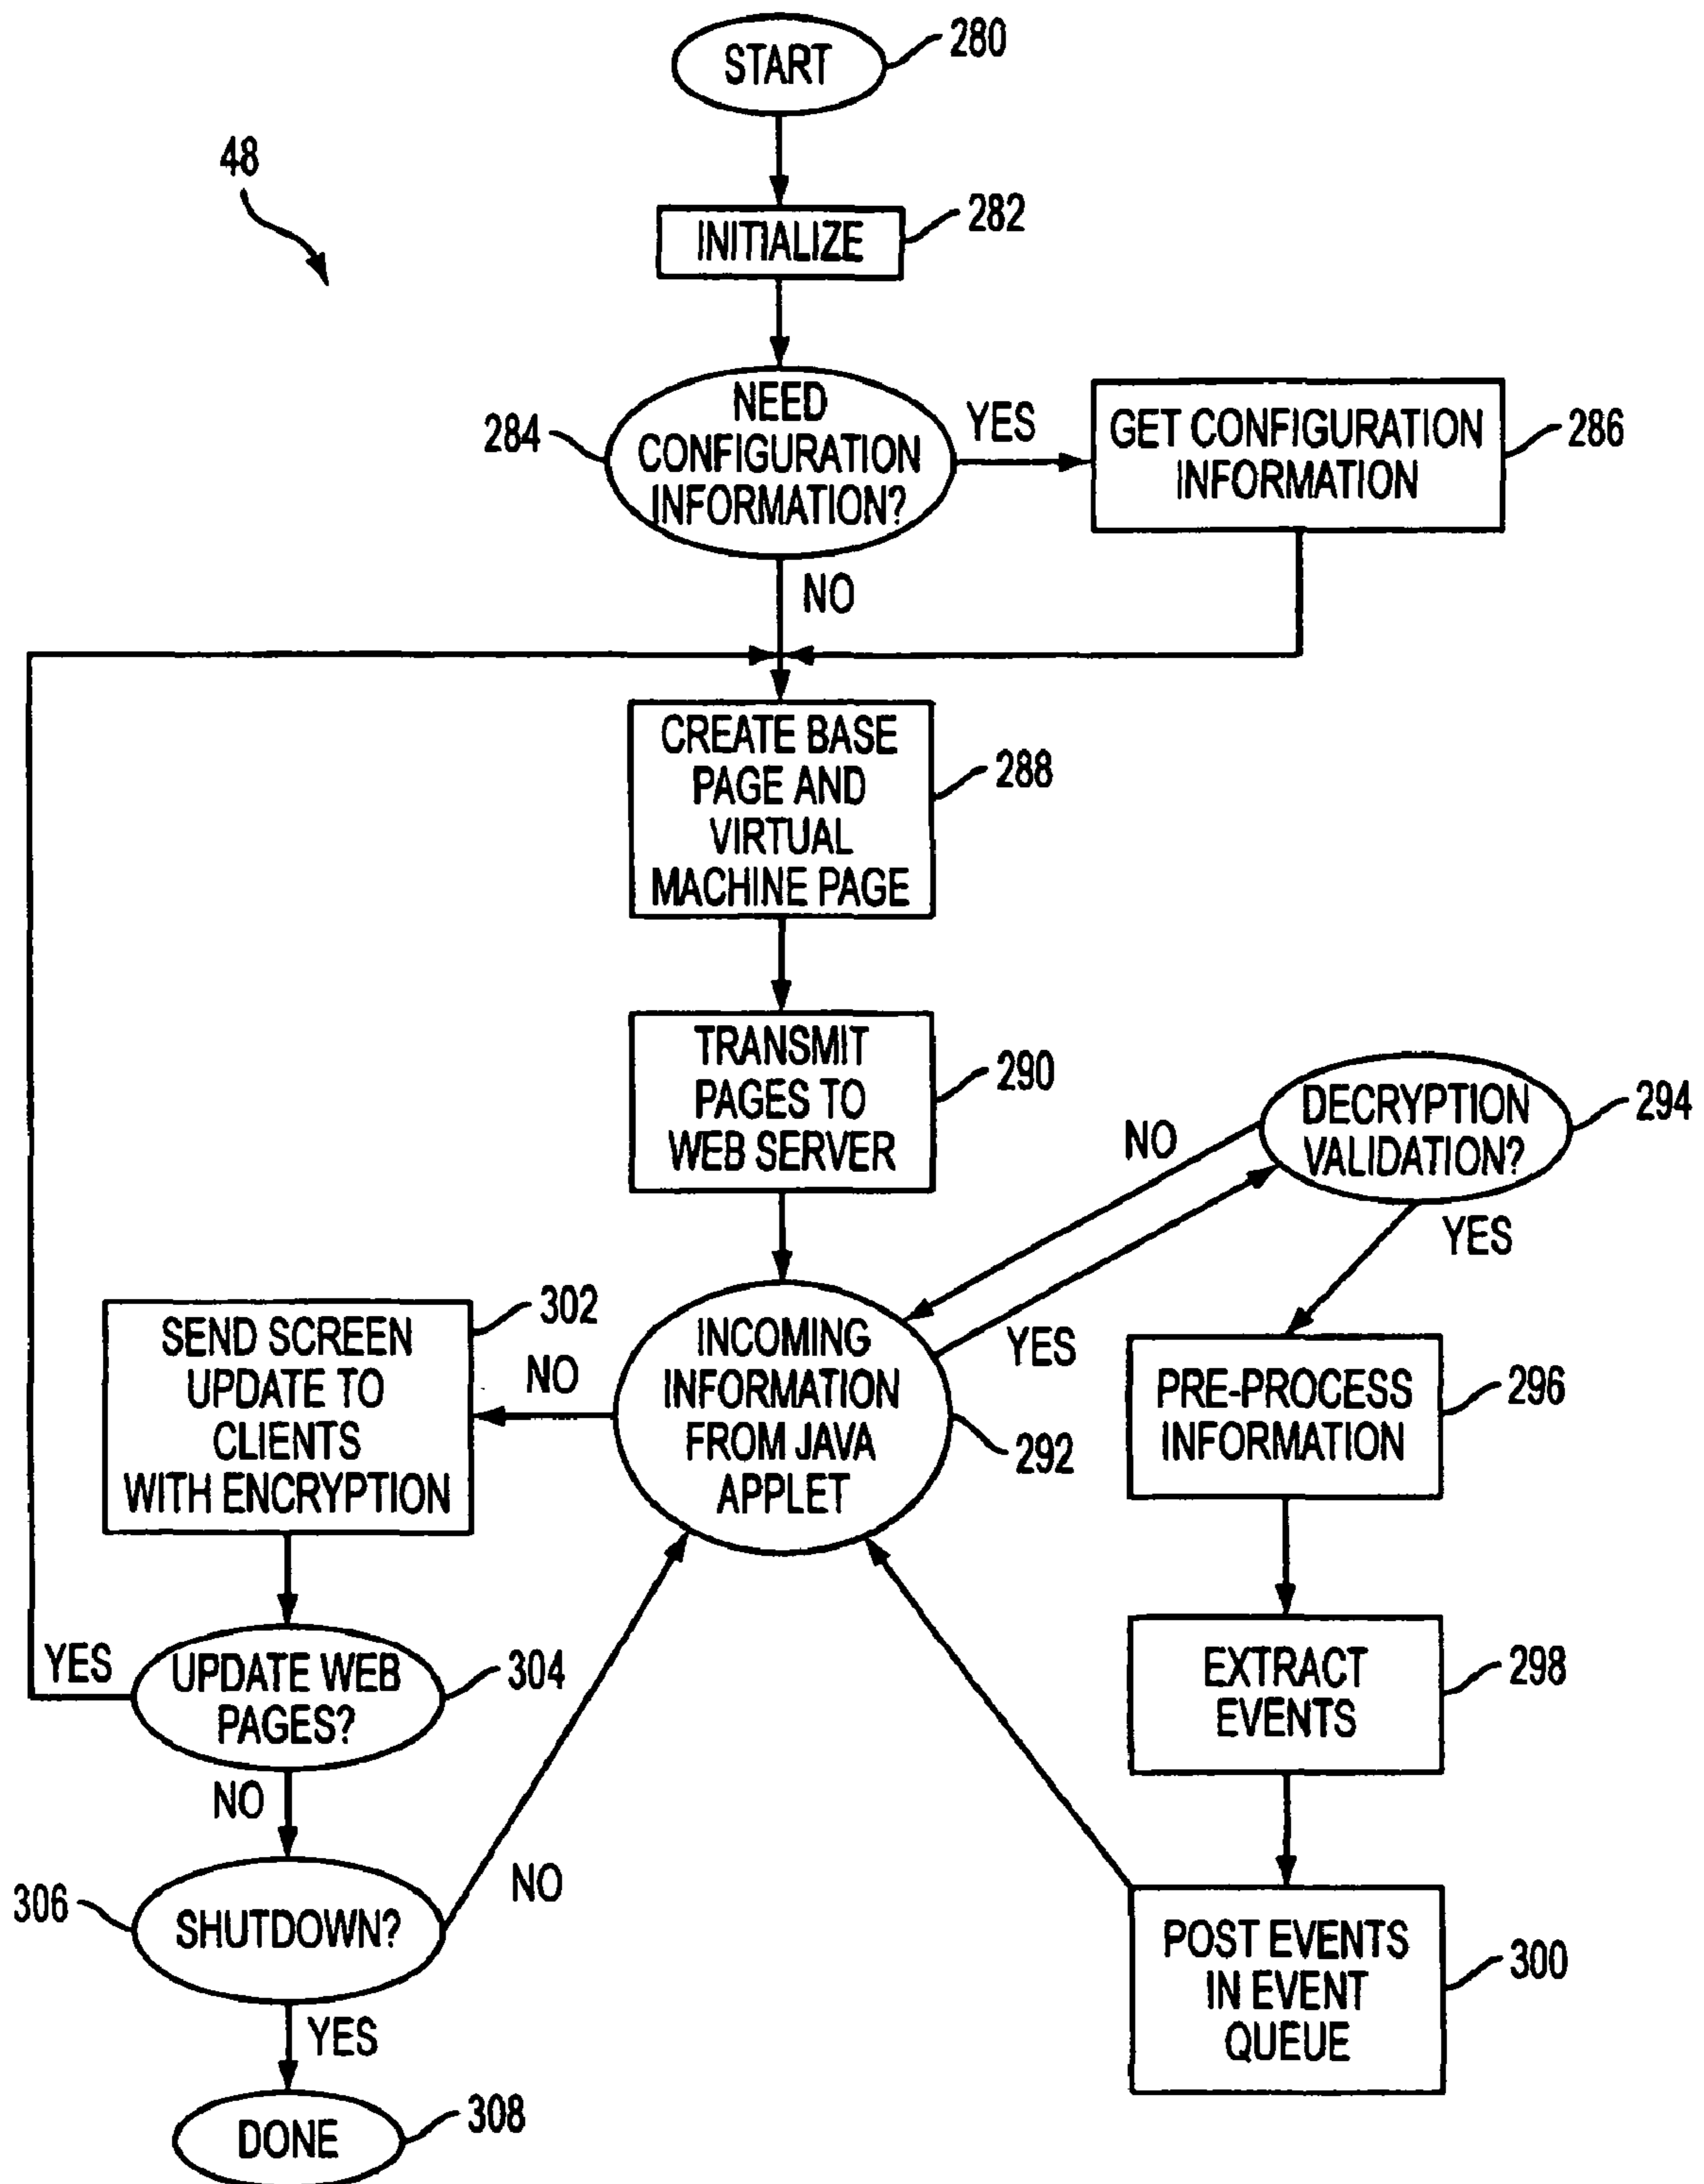 START
280
48
INITIALIZE
282
NEED
CONFIGURATION
INFORMATION?
284
YES
GET CONFIGURATION
INFORMATION
286
NO
CREATE BASE
PAGE AND
VIRTUAL
MACHINE PAGE
288
TRANSMIT
PAGES TO
WEB SERVER
290
DECRYPTION
VALIDATION?
294
NO
YES
YES
INCOMING
INFORMATION
FROM JAVA
APPLET
292
NO
SEND SCREEN
UPDATE TO
CLIENTS
WITH ENCRYPTION
302
PRE-PROCESS
INFORMATION
296
EXTRACT
EVENTS
298
POST EVENTS
IN EVENT
QUEUE
300
UPDATE WEB
PAGES?
304
YES
NO
SHUTDOWN?
306
NO
YES
DONE
308